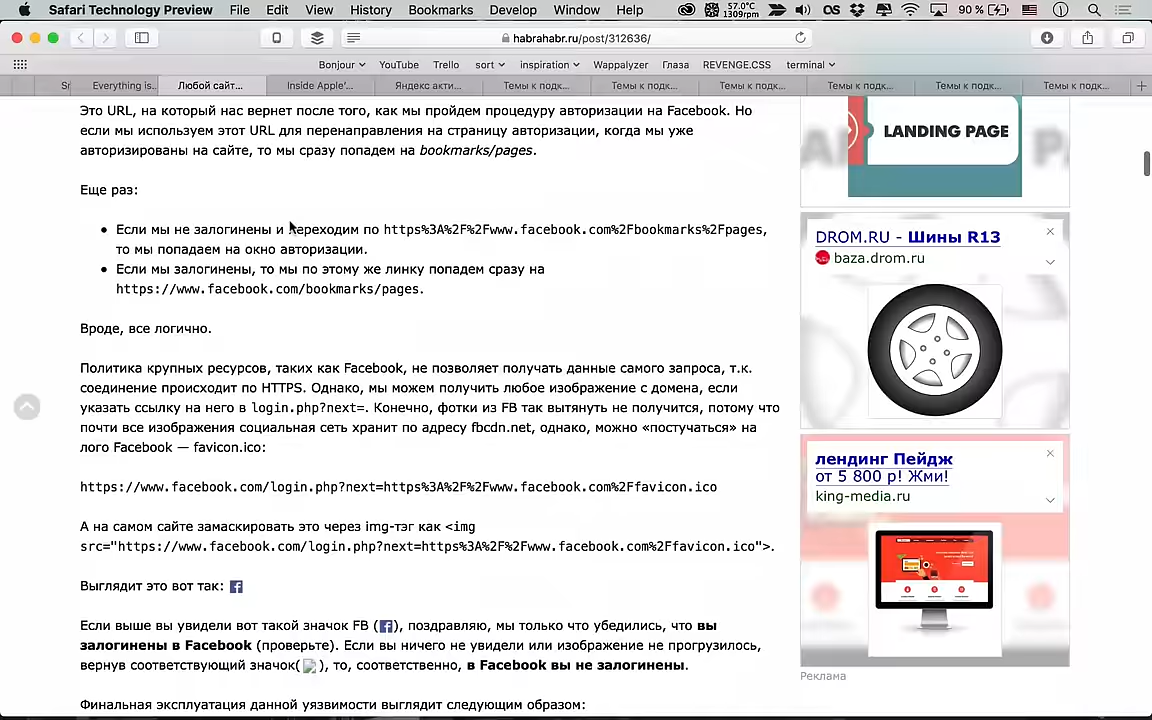 Safari Technology Preview File Edit View History Bookmarks Develop Window Help 57.0°C 1309rpm OS 90 %
habrahabr.ru/post/312636/
Bonjour YouTube Trello sort inspiration Wappalyzer Глаза REVENGE.CSS terminal
Everything is... Любой сайт... Inside Apple’... Яндекс акти... Темы к подк... Темы к подк... Темы к подк... Темы к подк... Темы к подк... Темы к подк...
Это URL, на который нас вернет после того, как мы пройдем процедуру авторизации на Facebook. Но
если мы используем этот URL для перенаправления на страницу авторизации, когда мы уже
авторизированы на сайте, то мы сразу попадем на bookmarks/pages.
Еще раз:
• Если мы не залогинены и переходим по https%3A%2F%2Fwww.facebook.com%2Fbookmarks%2Fpages,
то мы попадаем на окно авторизации.
• Если мы залогинены, то мы по этому же линку попадем сразу на
https://www.facebook.com/bookmarks/pages.
Вроде, все логично.
Политика крупных ресурсов, таких как Facebook, не позволяет получать данные самого запроса, т.к.
соединение происходит по HTTPS. Однако, мы можем получить любое изображение с домена, если
указать ссылку на него в login.php?next=. Конечно, фотки из FB так вытянуть не получится, потому что
почти все изображения социальная сеть хранит по адресу fbcdn.net, однако, можно «постучаться» на
лого Facebook — favicon.ico:
https://www.facebook.com/login.php?next=https%3A%2F%2Fwww.facebook.com%2Ffavicon.ico
А на самом сайте замаскировать это через img-тэг как <img
src="https://www.facebook.com/login.php?next=https%3A%2F%2Fwww.facebook.com%2Ffavicon.ico">.
Выглядит это вот так:
Если выше вы увидели вот такой значок FB ( ), поздравляю, мы только что убедились, что вы
залогинены в Facebook (проверьте). Если вы ничего не увидели или изображение не прогрузилось,
вернув соответствующий значок( ), то, соответственно, в Facebook вы не залогинены.
Финальная эксплуатация данной уязвимости выглядит следующим образом:
LANDING PAGE
DROM.RU - Шины R13
baza.drom.ru
лендинг Пейдж
от 5 800 р! Жми!
king-media.ru
Реклама